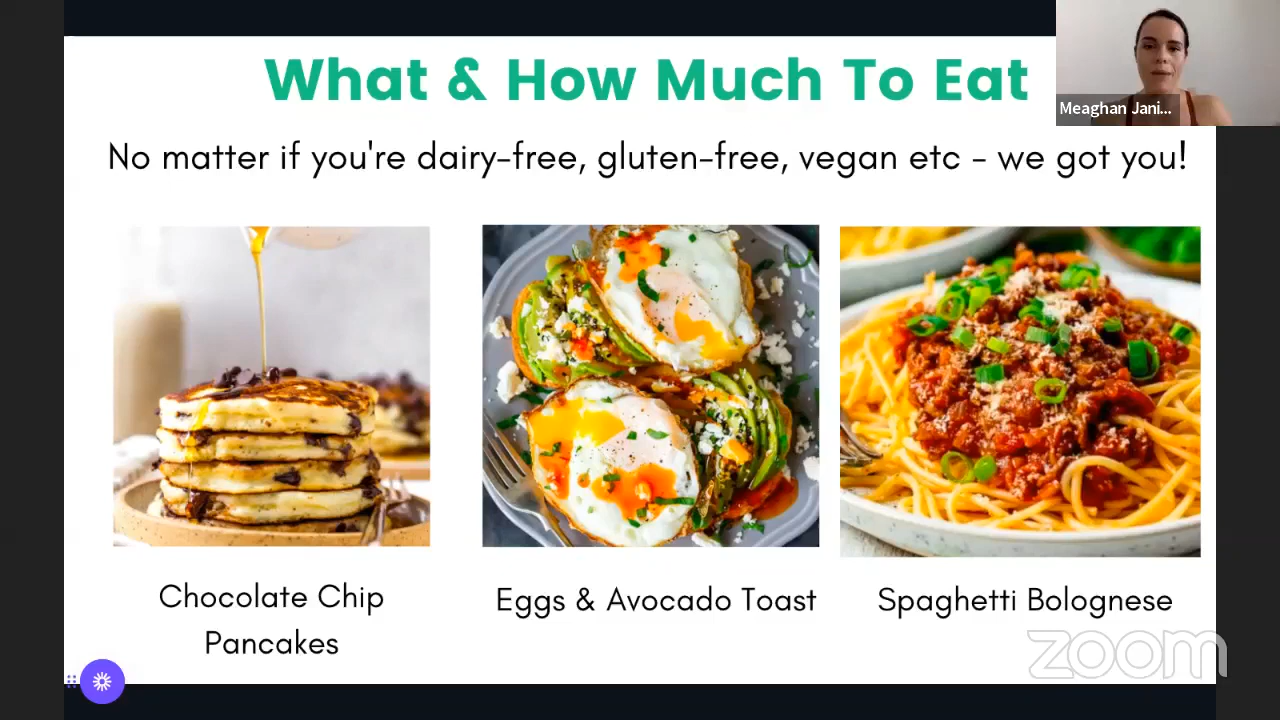 What & How Much To Eat
Meaghan Jani...
No matter if you're dairy-free, gluten-free, vegan etc - we got you!
Chocolate Chip
Pancakes
Eggs & Avocado Toast
Spaghetti Bolognese
zoom